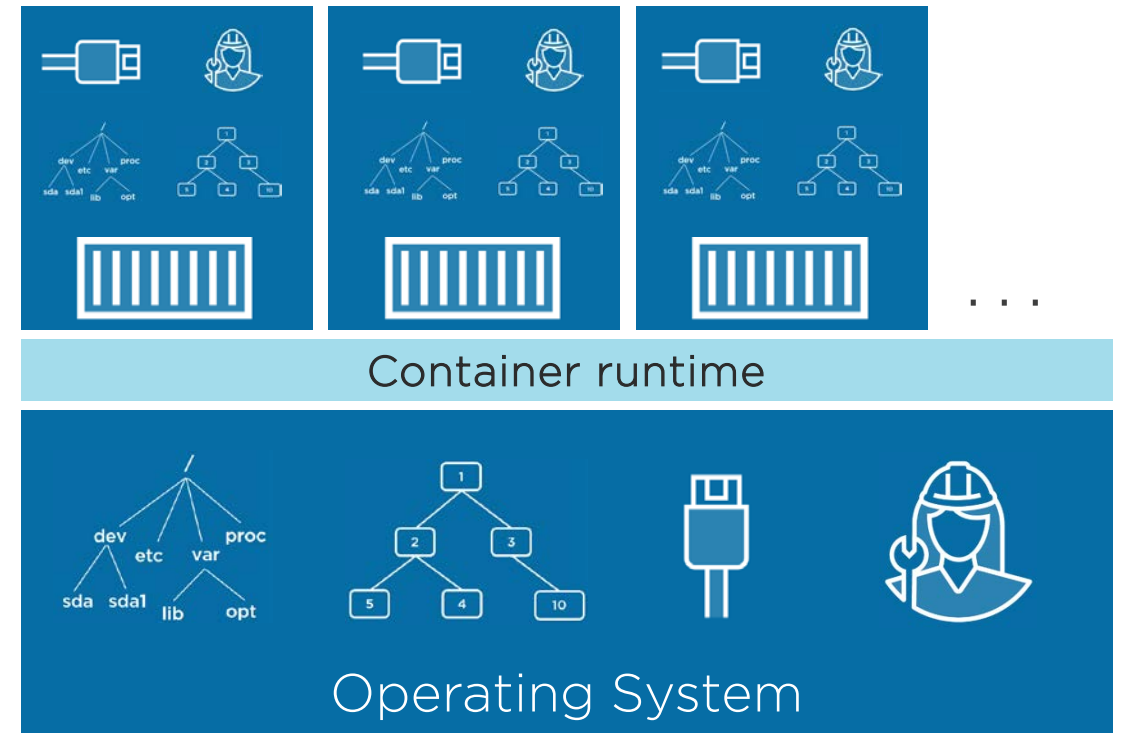 /
dev
etc
var
proc
sda
sda1
lib
opt
1
2
3
5
4
10
/
dev
etc
var
proc
sda
sda1
lib
opt
1
2
3
5
4
10
/
dev
etc
var
proc
sda
sda1
lib
opt
1
2
3
5
4
10
. . .
Container runtime
/
dev
etc
var
proc
sda
sda1
lib
opt
1
2
3
5
4
10
Operating System